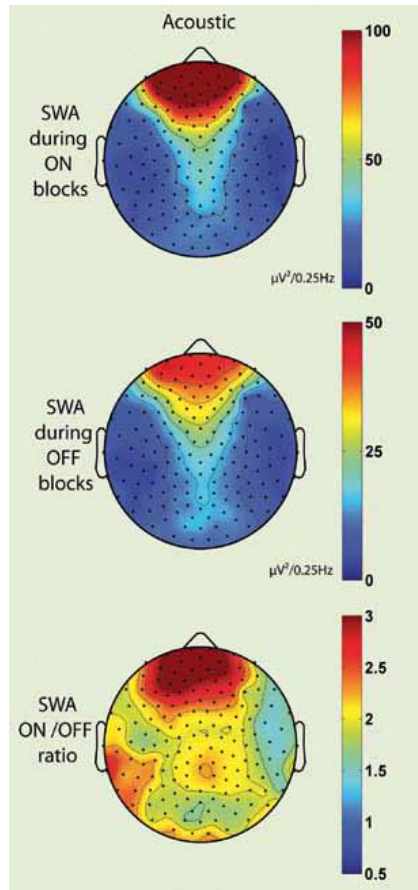 Acoustic
SWA
during
ON
blocks
100
50
0
μV²/0.25Hz
SWA
during
OFF
blocks
50
25
0
μV²/0.25Hz
SWA
ON /OFF
ratio
3
2.5
2
1.5
1
0.5